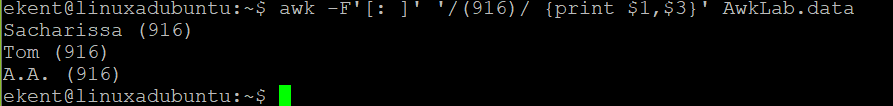 ekent@linuxadubuntu:~$ awk -F'[: ]' '/(916)/ {print $1,$3}' AwkLab.data
Sacharissa (916)
Tom (916)
A.A. (916)
ekent@linuxadubuntu:~$